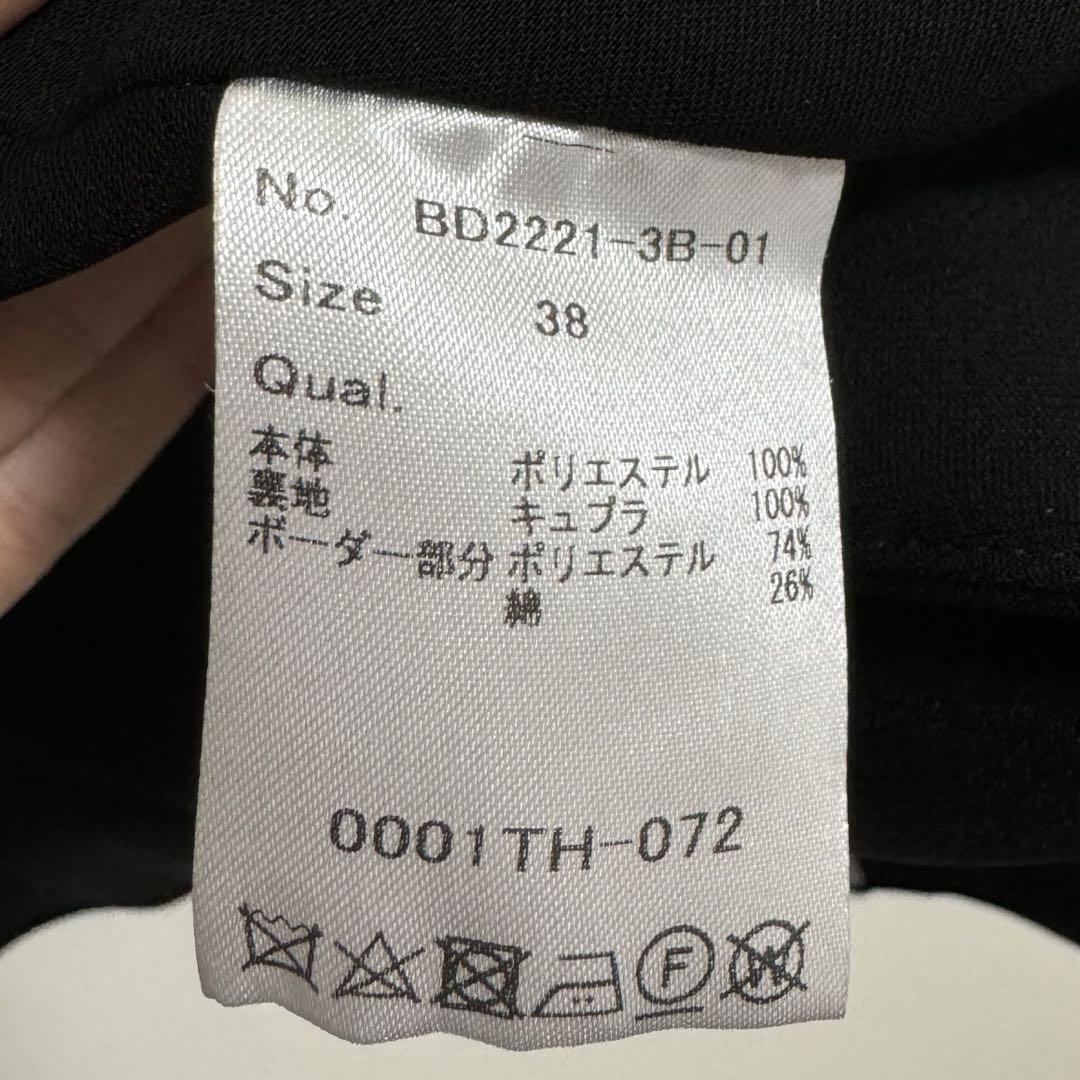 No. BD2221-3B-01
Size 38
Qual.
本体 ポリエステル 100%
裏地 キュプラ 100%
ボーダー部分 ポリエステル 74%
綿 26%
0001TH-072
F W